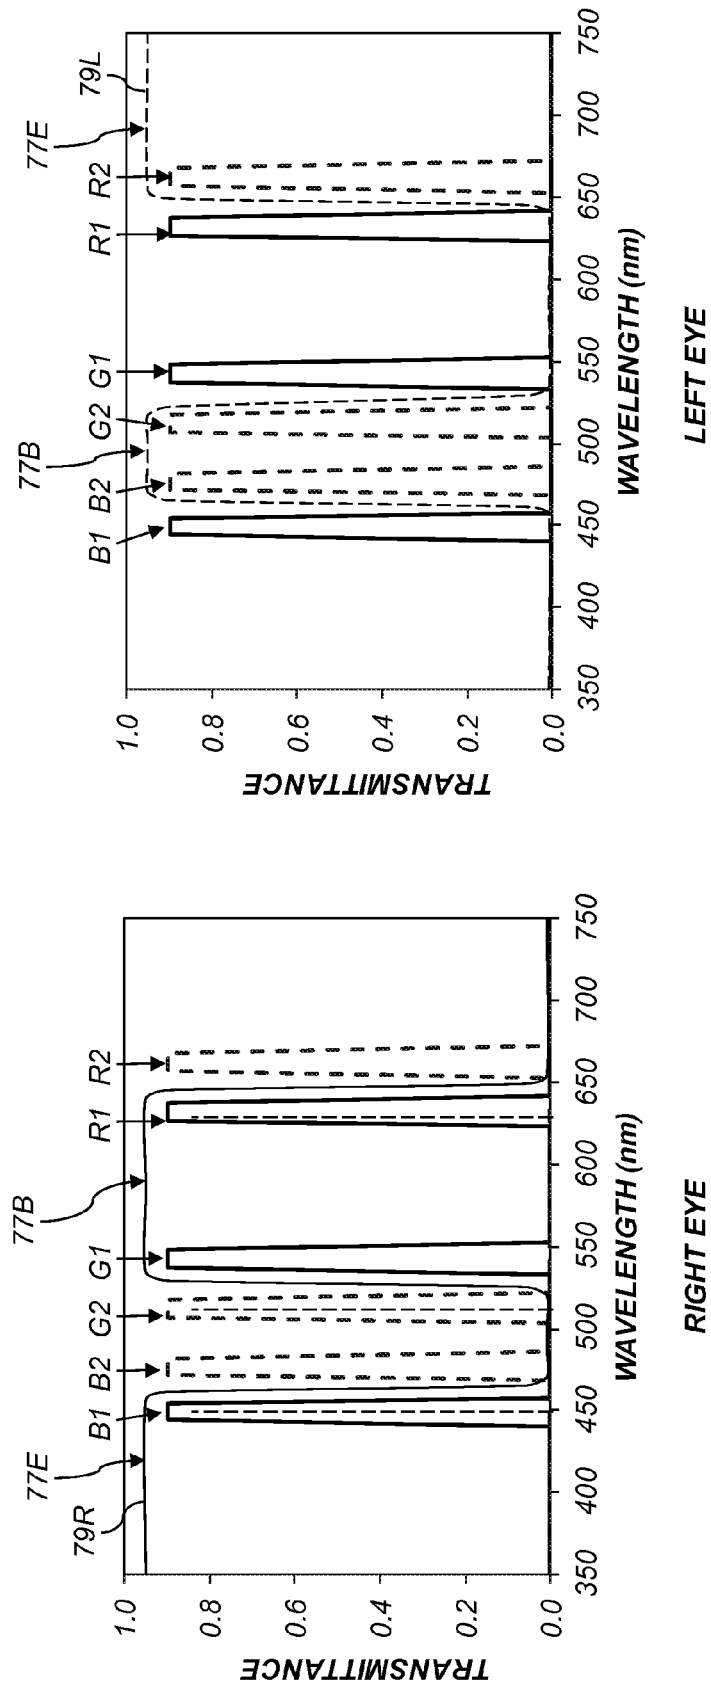 77E
79R
B1
B2
G2
G1
77B
R1
R2
1.0
0.8
0.6
0.4
0.2
0.0
TRANSMITTANCE
350 400 450 500 550 600 650 700 750
WAVELENGTH (nm)
RIGHT EYE
B1
B2
77B
G2
G1
R1
R2
77E
79L
1.0
0.8
0.6
0.4
0.2
0.0
TRANSMITTANCE
350 400 450 500 550 600 650 700 750
WAVELENGTH (nm)
LEFT EYE